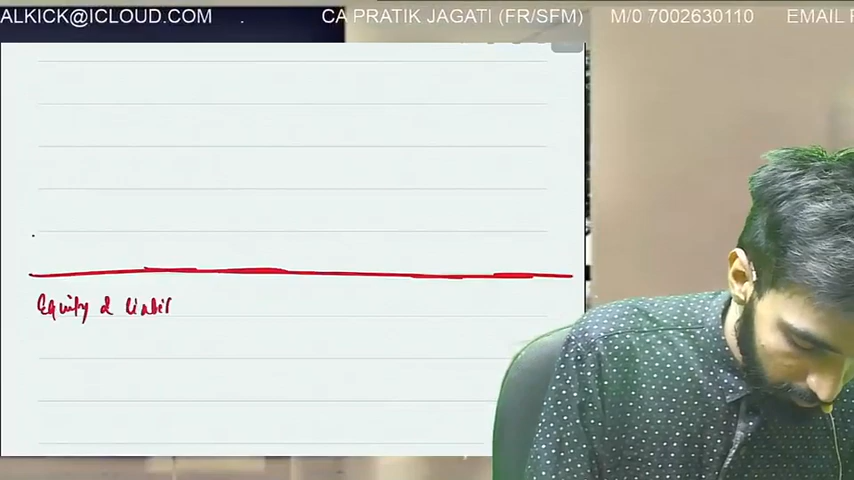 ALKICK@ICLOUD.COM . CA PRATIK JAGATI (FR/SFM) M/0 7002630110 EMAIL
Equity & Liabil